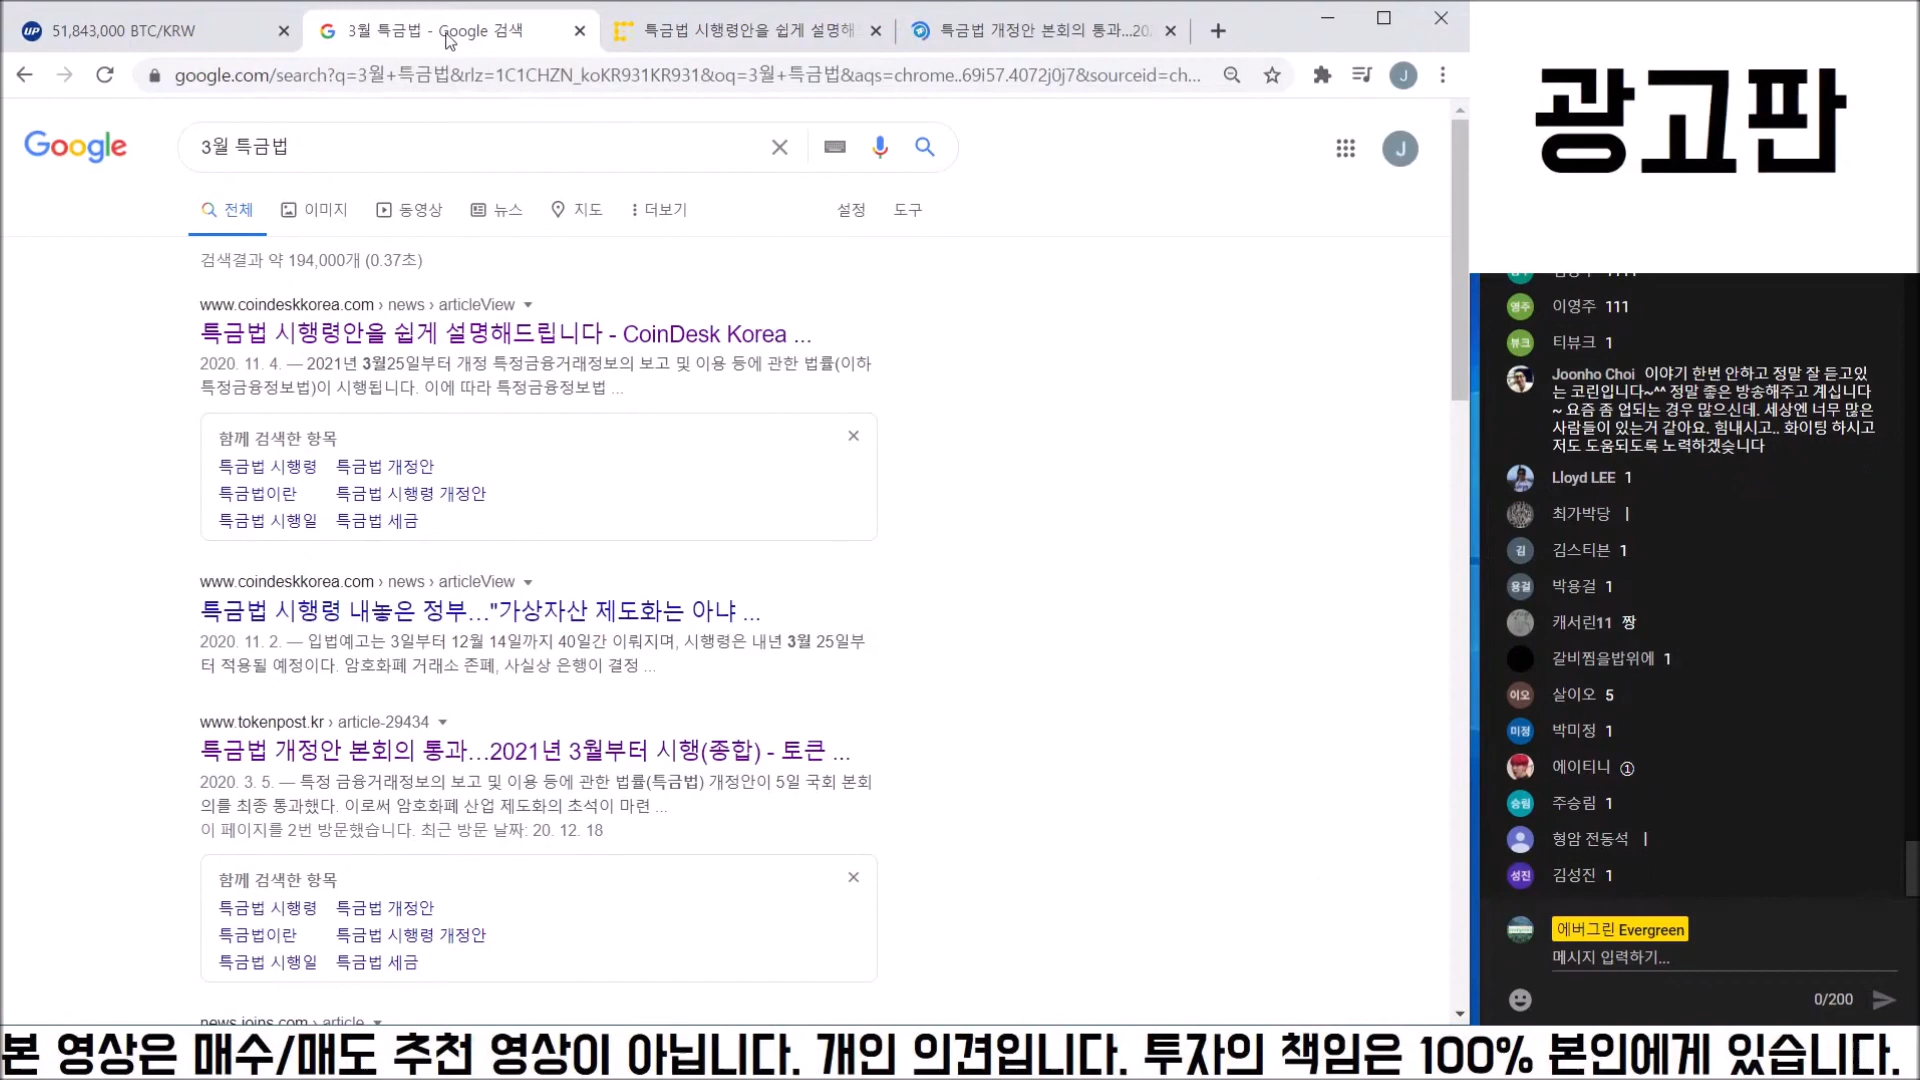 51,843,000 BTC/KRW
3월 특금법 - Google 검색
특금법 시행령안을 쉽게 설명해
특금법 개정안 본회의 통과...20
google.com/search?q=3월+특금법&rlz=1C1CHZN_koKR931KR931&oq=3월+특금법&aqs=chrome..69i57.4072j0j7&sourceid=ch...
J
Google
3월 특금법
J
전체
이미지
동영상
뉴스
지도
더보기
설정
도구
검색결과 약 194,000개 (0.37초)
www.coindeskkorea.com › news › articleView
특금법 시행령안을 쉽게 설명해드립니다 - CoinDesk Korea ...
2020. 11. 4. — 2021년 3월25일부터 개정 특정금융거래정보의 보고 및 이용 등에 관한 법률(이하
특정금융정보법)이 시행됩니다. 이에 따라 특정금융정보법 ...
함께 검색한 항목
특금법 시행령 특금법 개정안
특금법이란 특금법 시행령 개정안
특금법 시행일 특금법 세금
www.coindeskkorea.com › news › articleView
특금법 시행령 내놓은 정부..."가상자산 제도화는 아냐 ...
2020. 11. 2. — 입법예고는 3일부터 12월 14일까지 40일간 이뤄지며, 시행령은 내년 3월 25일부
터 적용될 예정이다. 암호화폐 거래소 존폐, 사실상 은행이 결정 ...
www.tokenpost.kr › article-29434
특금법 개정안 본회의 통과...2021년 3월부터 시행(종합) - 토큰 ...
2020. 3. 5. — 특정 금융거래정보의 보고 및 이용 등에 관한 법률(특금법) 개정안이 5일 국회 본회
의를 최종 통과했다. 이로써 암호화폐 산업 제도화의 초석이 마련 ...
이 페이지를 2번 방문했습니다. 최근 방문 날짜: 20. 12. 18
함께 검색한 항목
특금법 시행령 특금법 개정안
특금법이란 특금법 시행령 개정안
특금법 시행일 특금법 세금
news.joins.com › article
광고판
영주 이영주 111
뷰크 티뷰크 1
Joonho Choi 이야기 한번 안하고 정말 잘 듣고있
는 코린입니다~^^ 정말 좋은 방송해주고 계십니다
~ 요즘 좀 업되는 경우 많으신데. 세상엔 너무 많은
사람들이 있는거 같아요. 힘내시고.. 화이팅 하시고
저도 도움되도록 노력하겠슺니다
Lloyd LEE 1
최가박당 ㅣ
김 김스티븐 1
용걸 박용걸 1
캐서린11 짱
갈비찜을밥위에 1
이오 살이오 5
미정 박미정 1
에이티니 ①
승림 주승림 1
형암 전동석 ㅣ
성진 김성진 1
에버그린 Evergreen
메시지 입력하기...
0/200
본 영상은 매수/매도 추천 영상이 아닙니다. 개인 의견입니다. 투자의 책임은 100% 본인에게 있습니다.